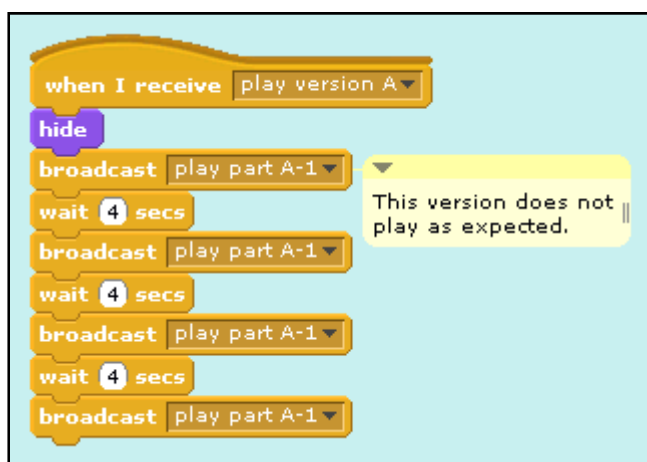 when I receive play version A
hide
broadcast play part A-1
This version does not
play as expected.
wait 4 secs
broadcast play part A-1
wait 4 secs
broadcast play part A-1
wait 4 secs
broadcast play part A-1